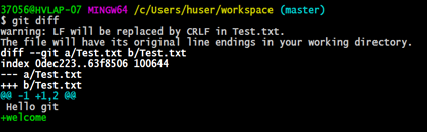 37056@HVLAP-07 MINGW64 /c/Users/huser/workspace (master)
$ git diff
warning: LF will be replaced by CRLF in Test.txt.
The file will have its original line endings in your working directory.
diff --git a/Test.txt b/Test.txt
index 0dec223..63f8506 100644
--- a/Test.txt
+++ b/Test.txt
@@ -1 +1,2 @@
 Hello git
+welcome